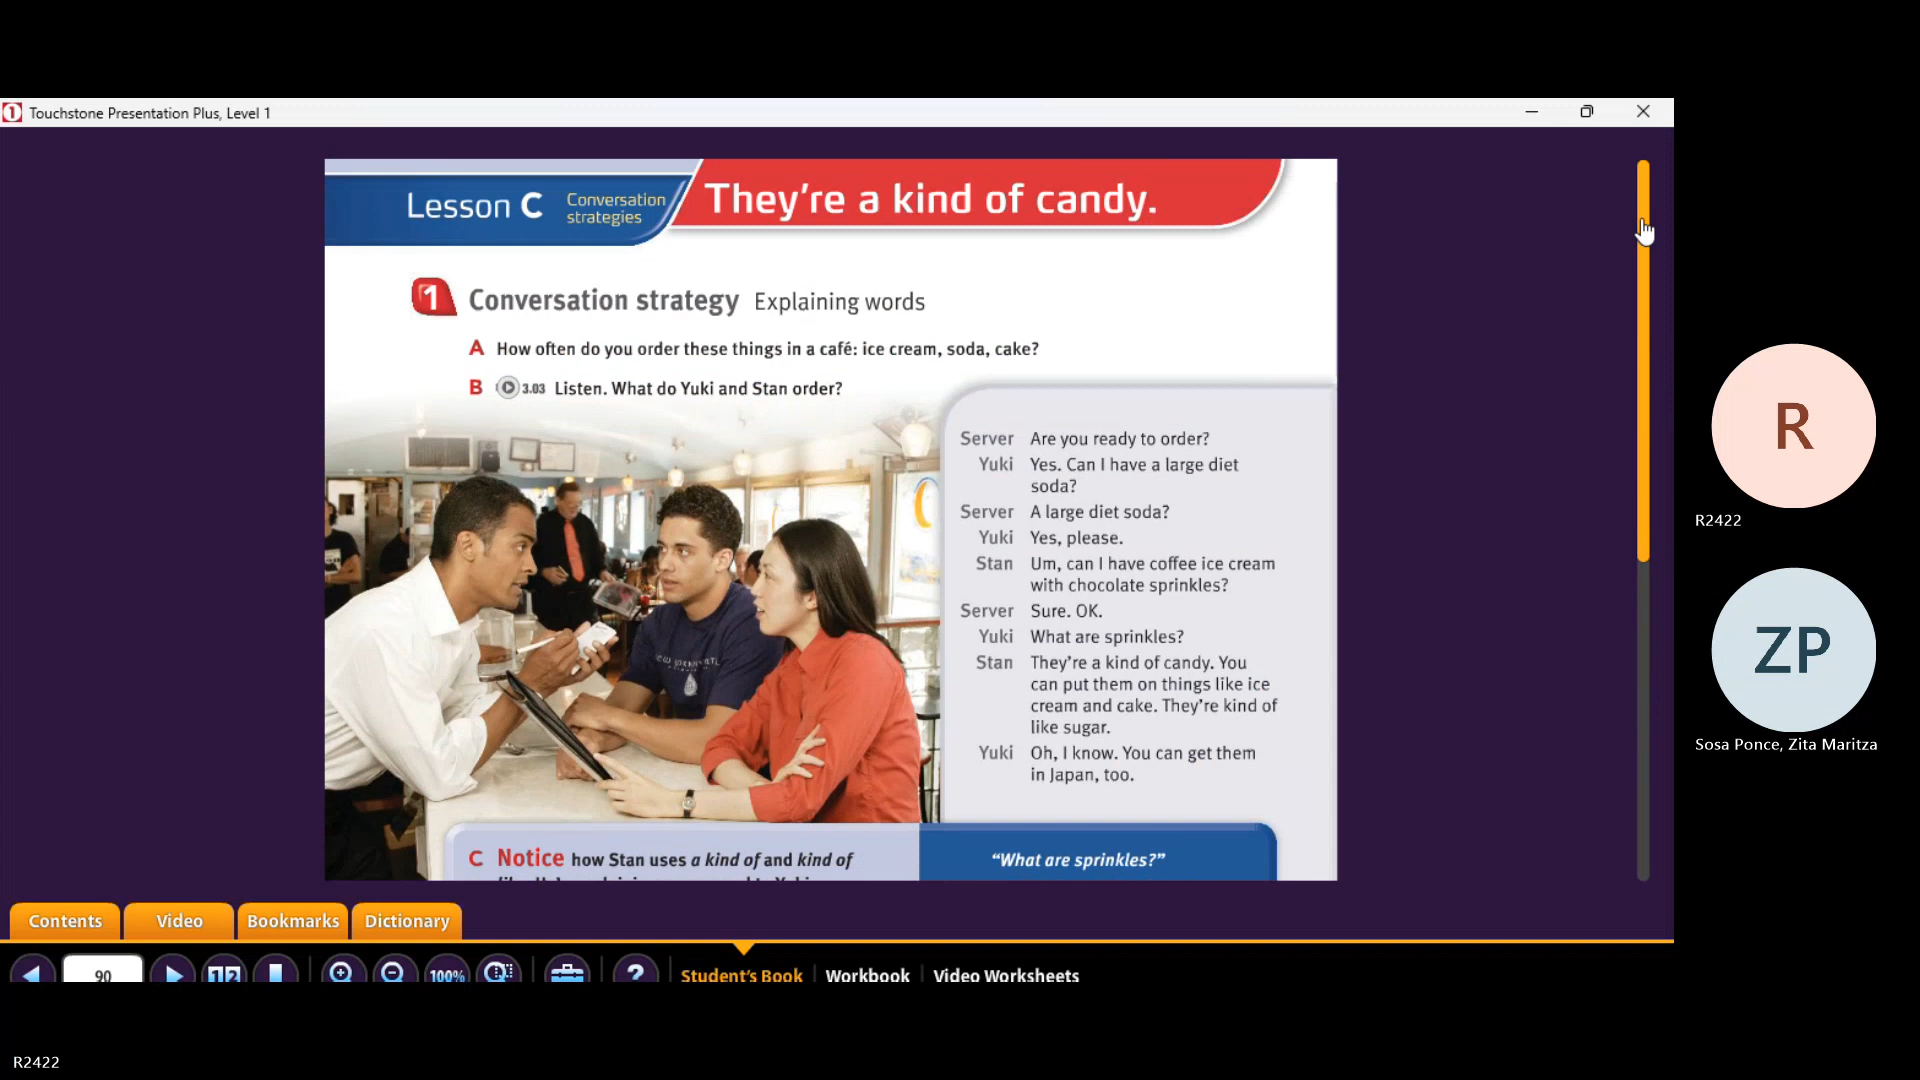 Touchstone Presentation Plus, Level 1
Lesson C Conversation strategies They're a kind of candy.
1 Conversation strategy Explaining words
A How often do you order these things in a café: ice cream, soda, cake?
B 3.03 Listen. What do Yuki and Stan order?
Server Are you ready to order?
Yuki Yes. Can I have a large diet
soda?
Server A large diet soda?
Yuki Yes, please.
Stan Um, can I have coffee ice cream
with chocolate sprinkles?
Server Sure. OK.
Yuki What are sprinkles?
Stan They're a kind of candy. You
can put them on things like ice
cream and cake. They're kind of
like sugar.
Yuki Oh, I know. You can get them
in Japan, too.
C Notice how Stan uses a kind of and kind of
"What are sprinkles?"
Contents Video Bookmarks Dictionary
90 12 100% ? Student's Book Workbook Video Worksheets
R
R2422
ZP
Sosa Ponce, Zita Maritza
R2422